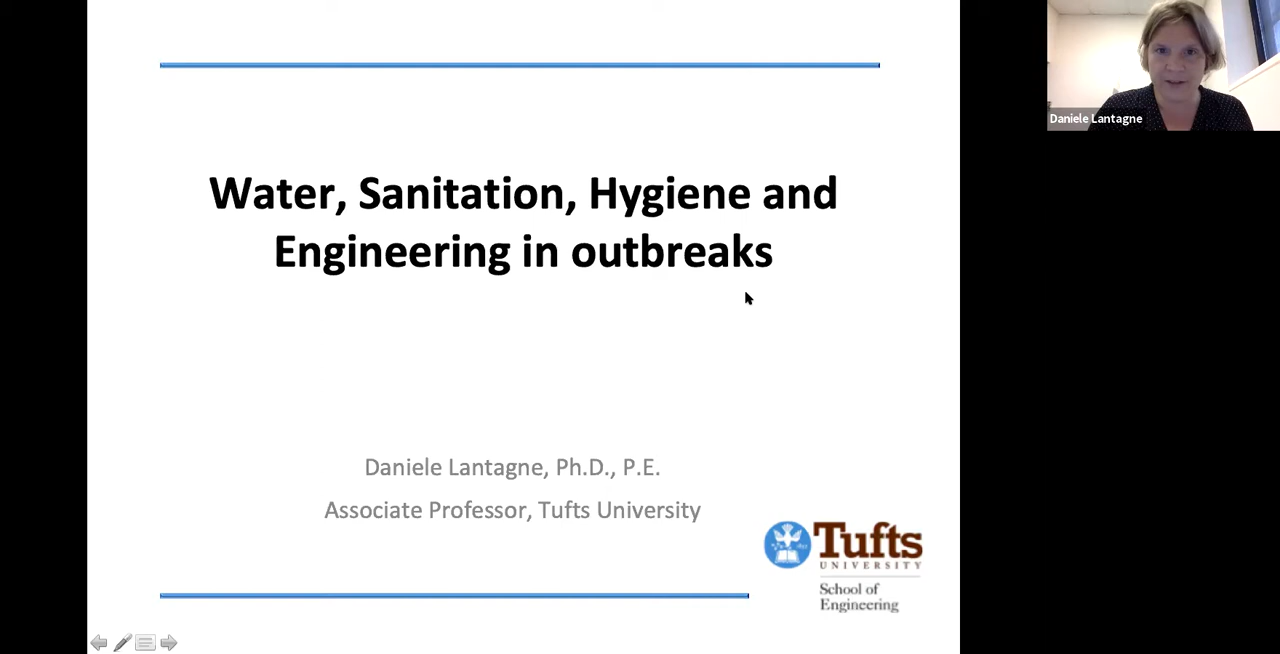 Water, Sanitation, Hygiene and
Engineering in outbreaks
Daniele Lantagne, Ph.D., P.E.
Associate Professor, Tufts University
Tufts
UNIVERSITY
School of
Engineering
Daniele Lantagne